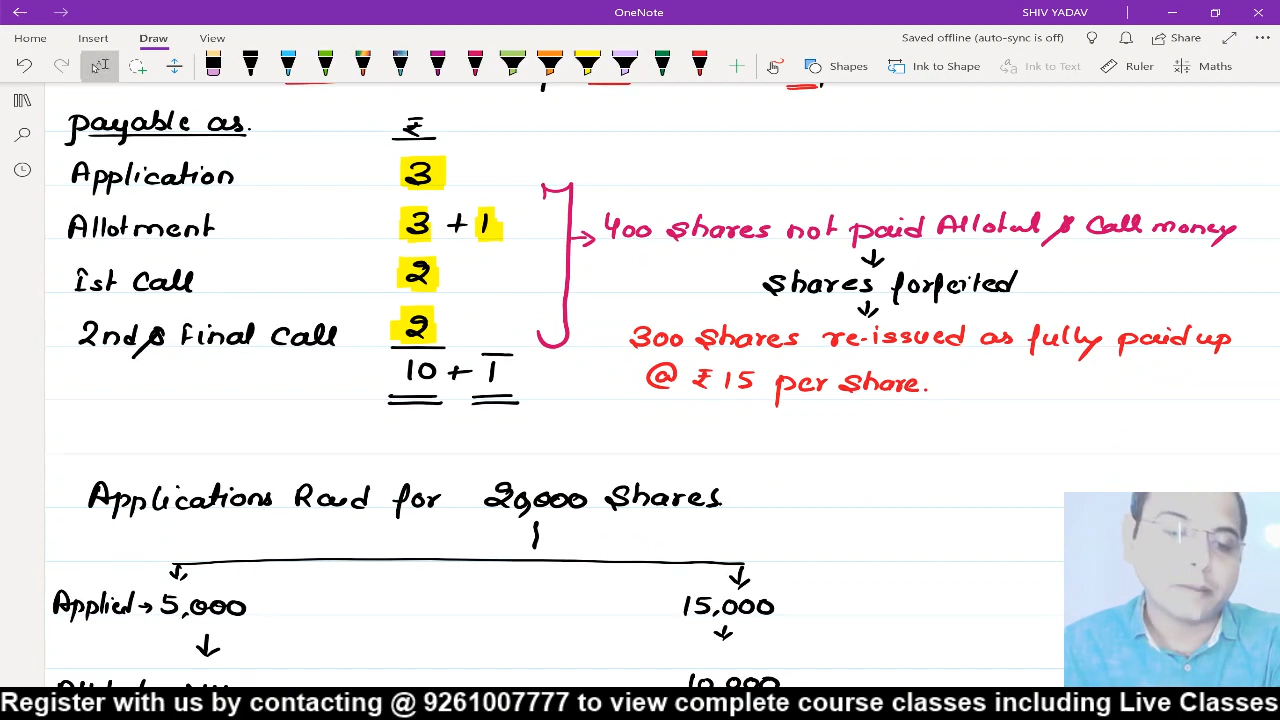 OneNote
SHIV YADAV
Home Insert Draw View
Saved offline (auto-sync is off)
Share
Shapes
Ink to Shape
Ink to Text
Ruler
Maths
payable as.
₹
Application 3
Allotment 3 + 1
400 shares not paid
Call money
Ist Call 2
Shares forfeited
2nd & Final Call 2
300 shares re-issued as fully paid up
10 + 1
@ ₹ 15 per share.
Applications Recd for 20,000 Shares
Applied → 5,000
15,000
10,000
Register with us by contacting @ 9261007777 to view complete course classes including Live Classes